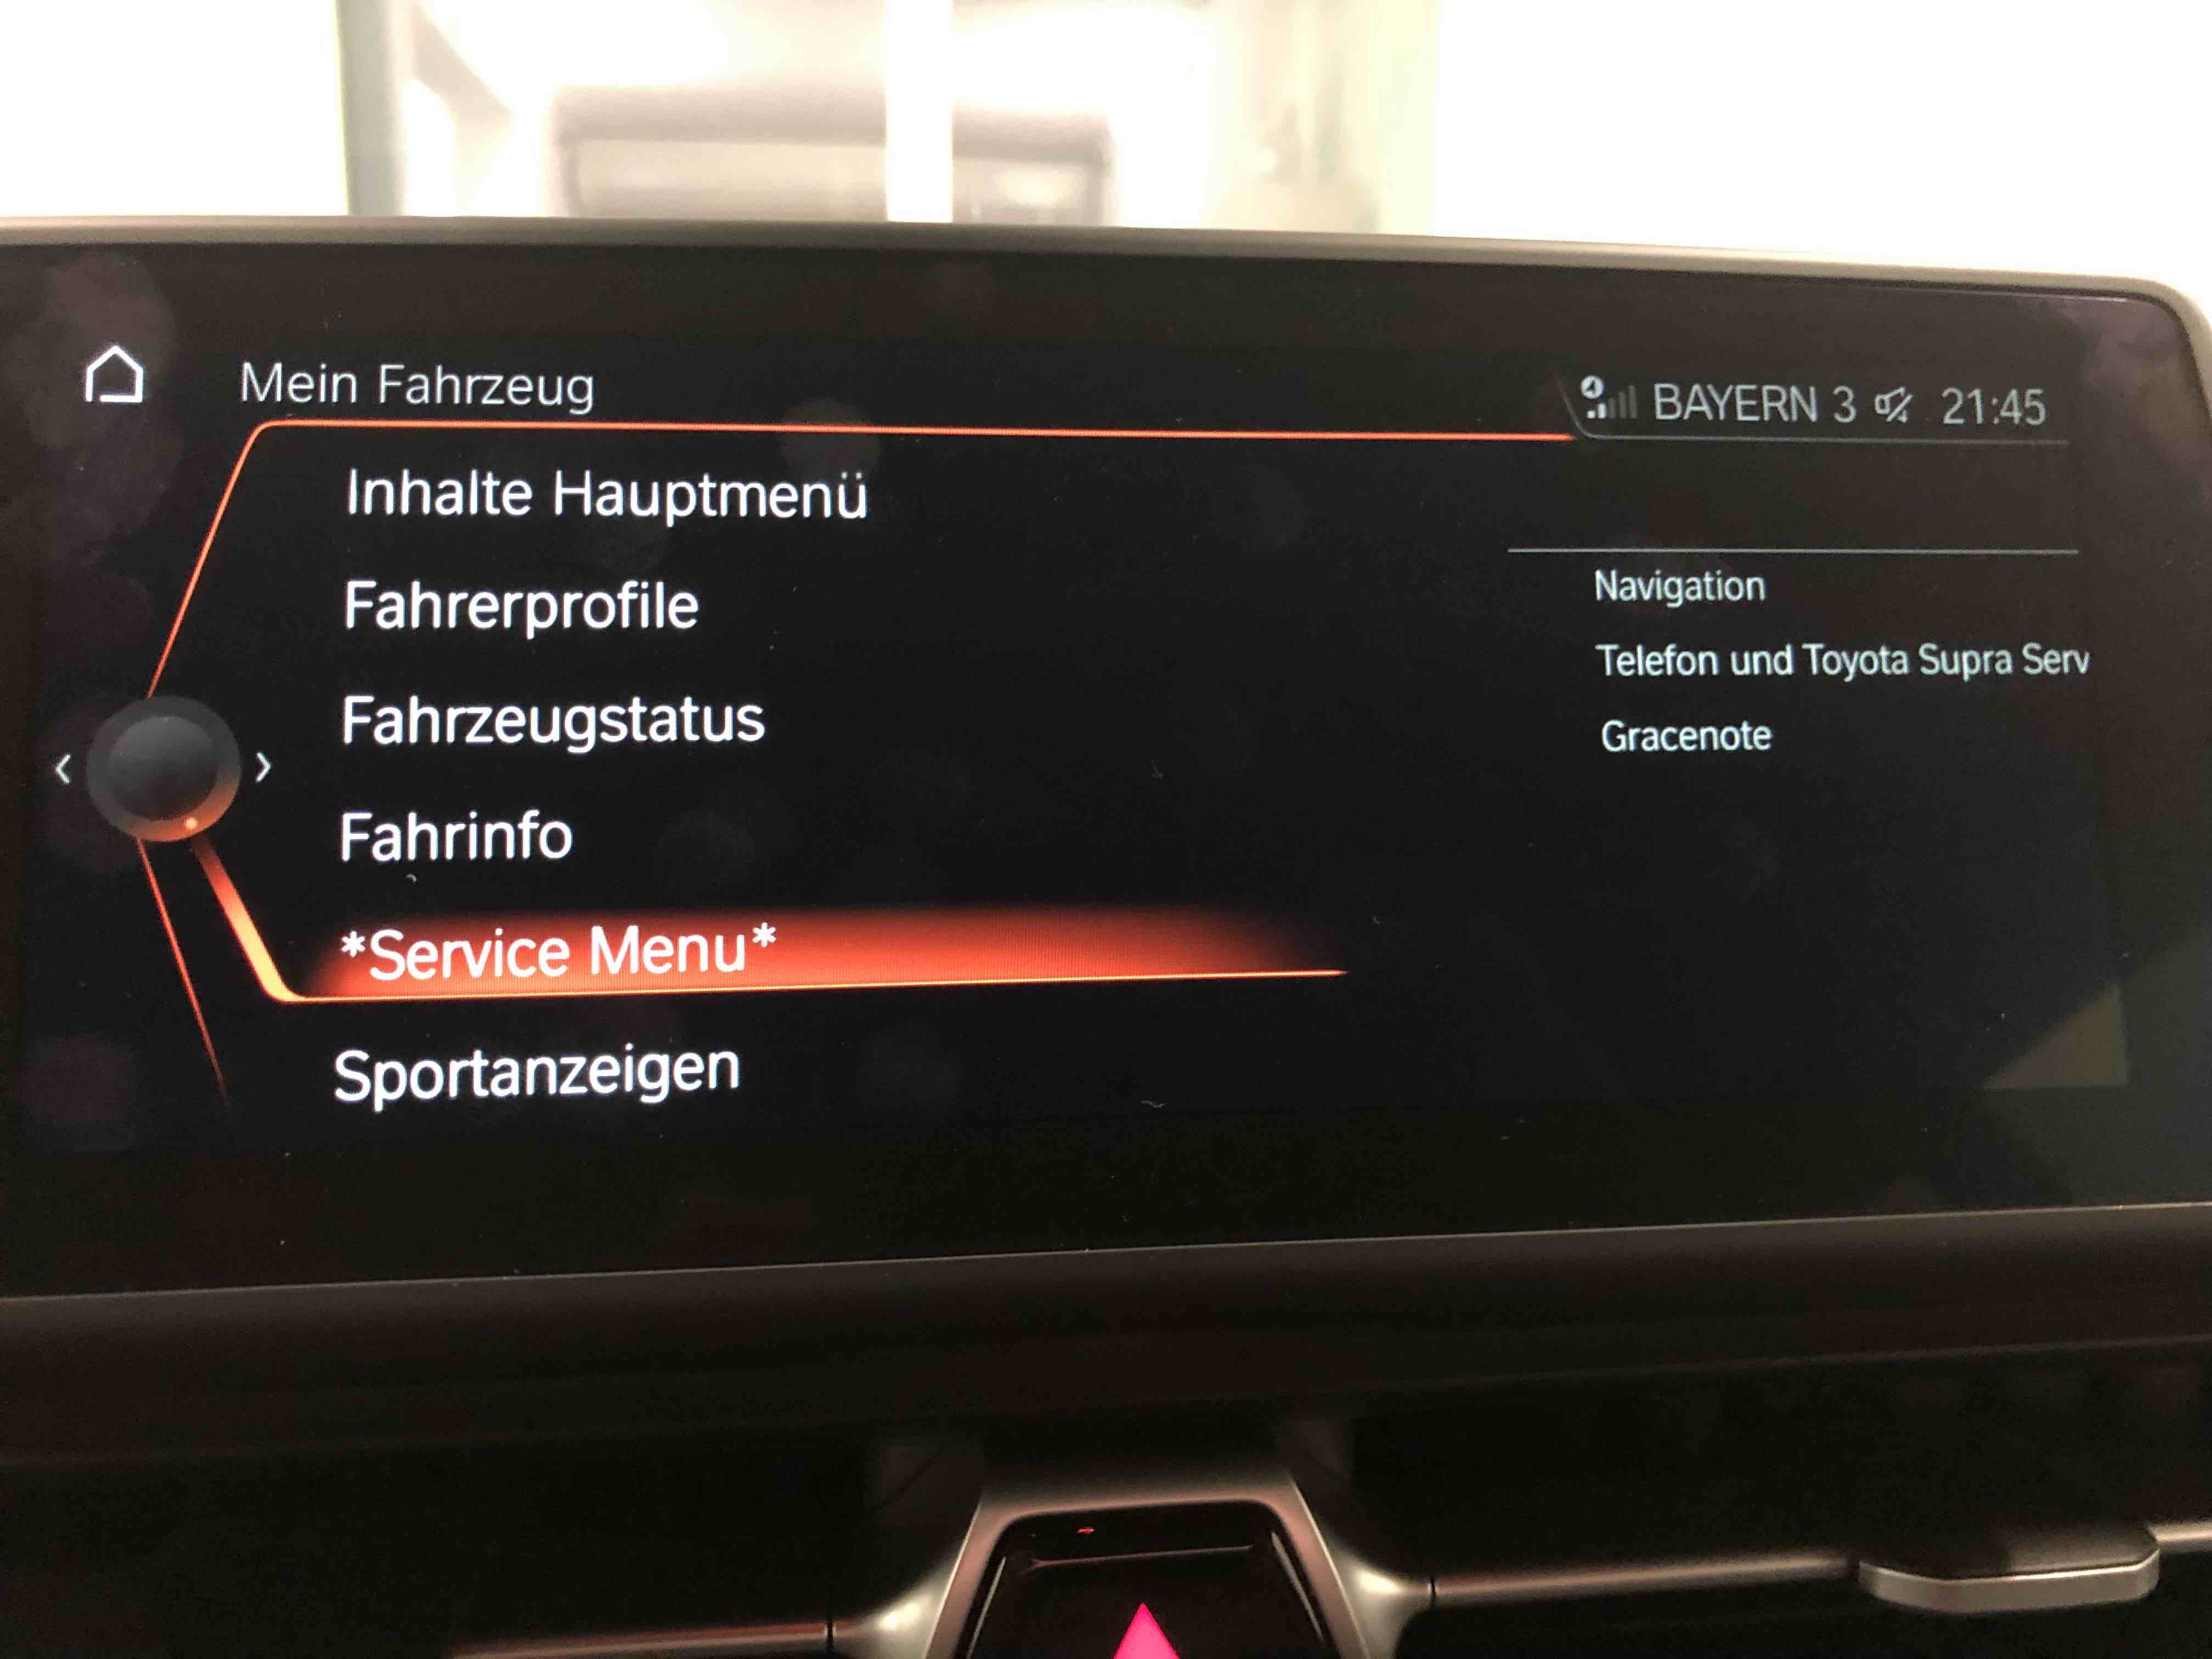 Mein Fahrzeug
BAYERN 3 21:45
Inhalte Hauptmenü
Fahrerprofile
Fahrzeugstatus
Fahrinfo
*Service Menu*
Sportanzeigen
Navigation
Telefon und Toyota Supra Serv
Gracenote